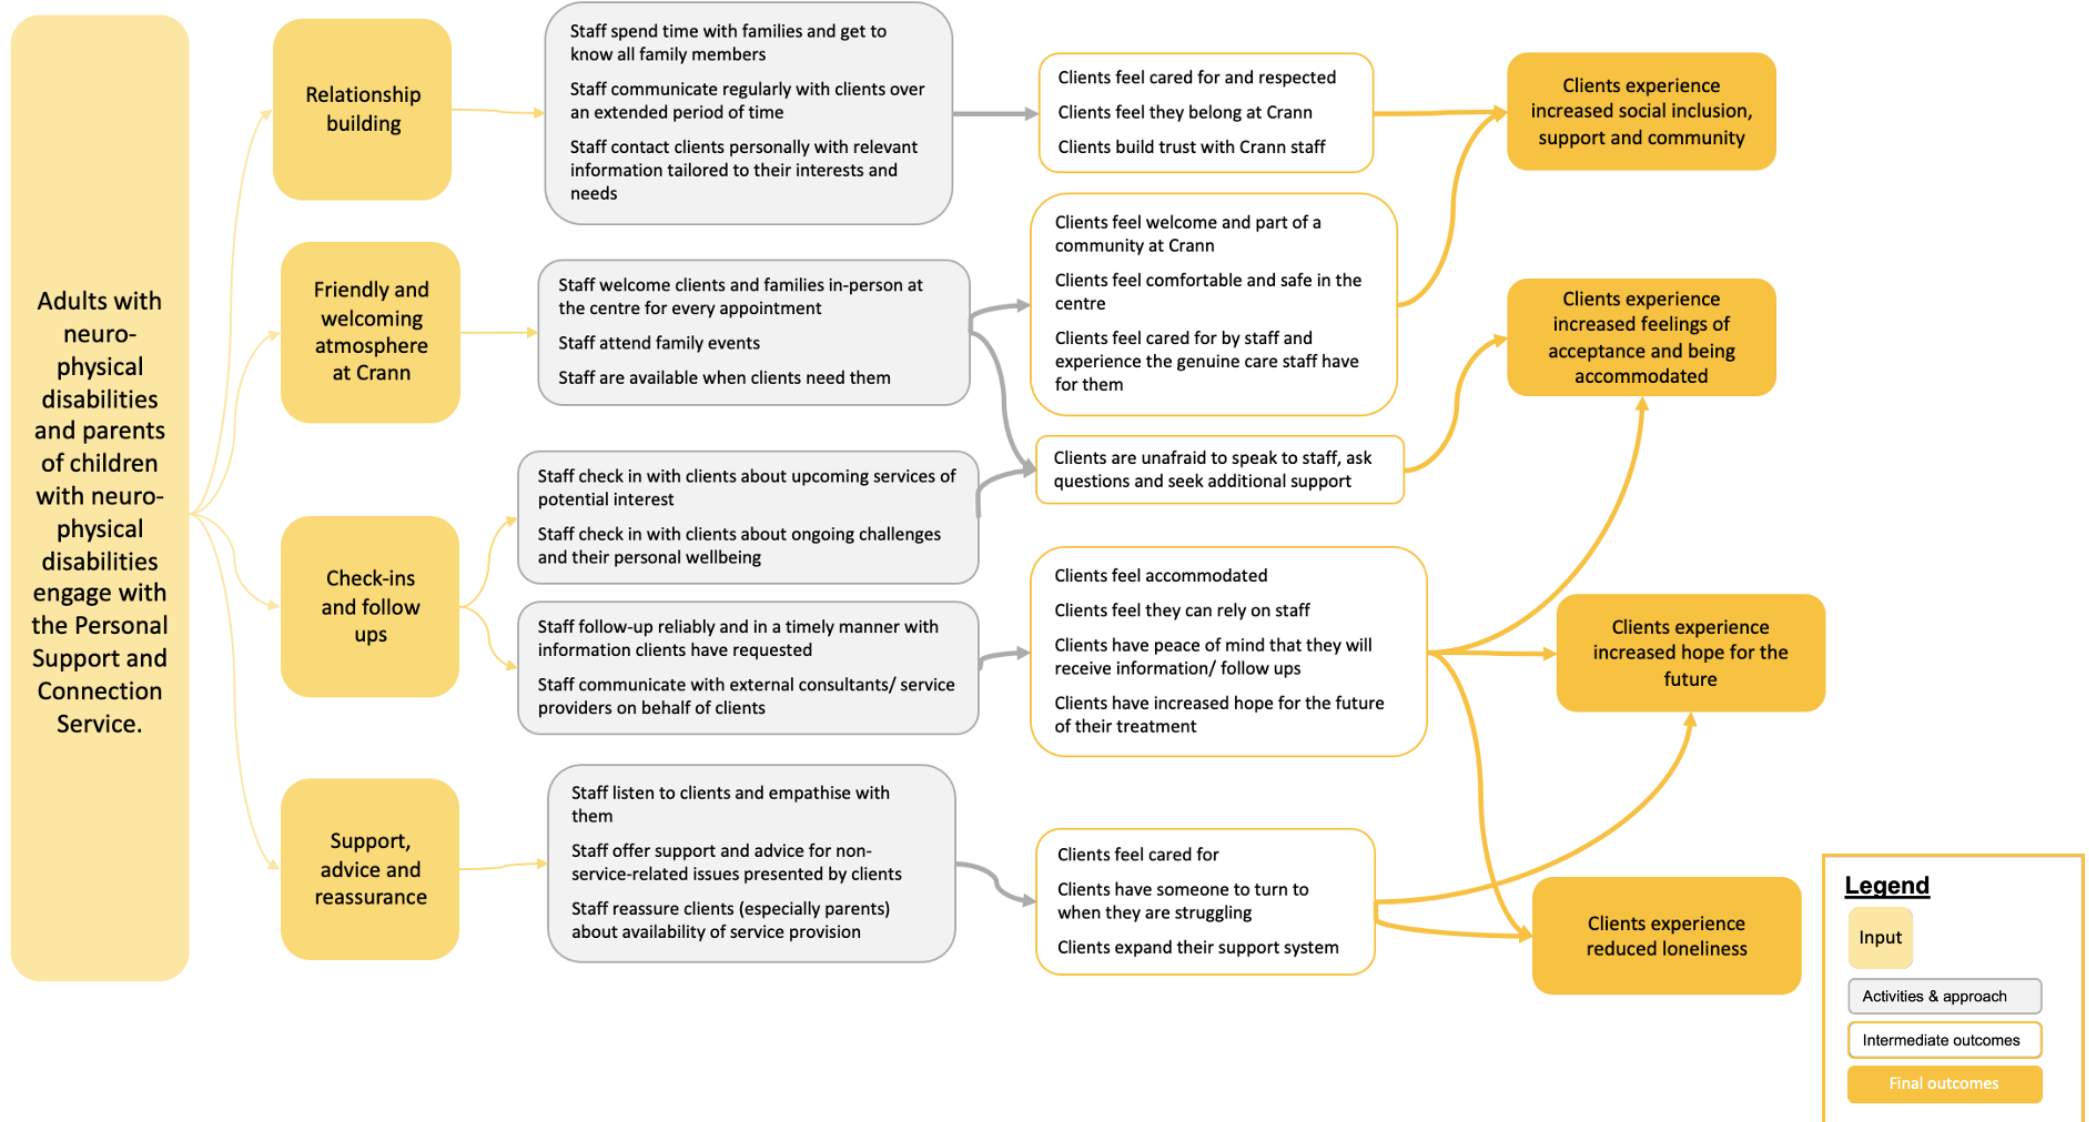 Adults with
neuro-
physical
disabilities
and parents
of children
with neuro-
physical
disabilities
engage with
the Personal
Support and
Connection
Service.
Relationship
building
Staff spend time with families and get to
know all family members
Staff communicate regularly with clients over
an extended period of time
Staff contact clients personally with relevant
information tailored to their interests and
needs
Clients feel cared for and respected
Clients feel they belong at Crann
Clients build trust with Crann staff
Clients experience
increased social inclusion,
support and community
Friendly and
welcoming
atmosphere
at Crann
Staff welcome clients and families in-person at
the centre for every appointment
Staff attend family events
Staff are available when clients need them
Clients feel welcome and part of a
community at Crann
Clients feel comfortable and safe in the
centre
Clients feel cared for by staff and
experience the genuine care staff have
for them
Clients experience
increased feelings of
acceptance and being
accommodated
Check-ins
and follow
ups
Staff check in with clients about upcoming services of
potential interest
Staff check in with clients about ongoing challenges
and their personal wellbeing
Clients are unafraid to speak to staff, ask
questions and seek additional support
Staff follow-up reliably and in a timely manner with
information clients have requested
Staff communicate with external consultants/ service
providers on behalf of clients
Clients feel accommodated
Clients feel they can rely on staff
Clients have peace of mind that they will
receive information/ follow ups
Clients have increased hope for the future
of their treatment
Clients experience
increased hope for the
future
Support,
advice and
reassurance
Staff listen to clients and empathise with
them
Staff offer support and advice for non-
service-related issues presented by clients
Staff reassure clients (especially parents)
about availability of service provision
Clients feel cared for
Clients have someone to turn to
when they are struggling
Clients expand their support system
Clients experience
reduced loneliness
Legend
Input
Activities & approach
Intermediate outcomes
Final outcomes